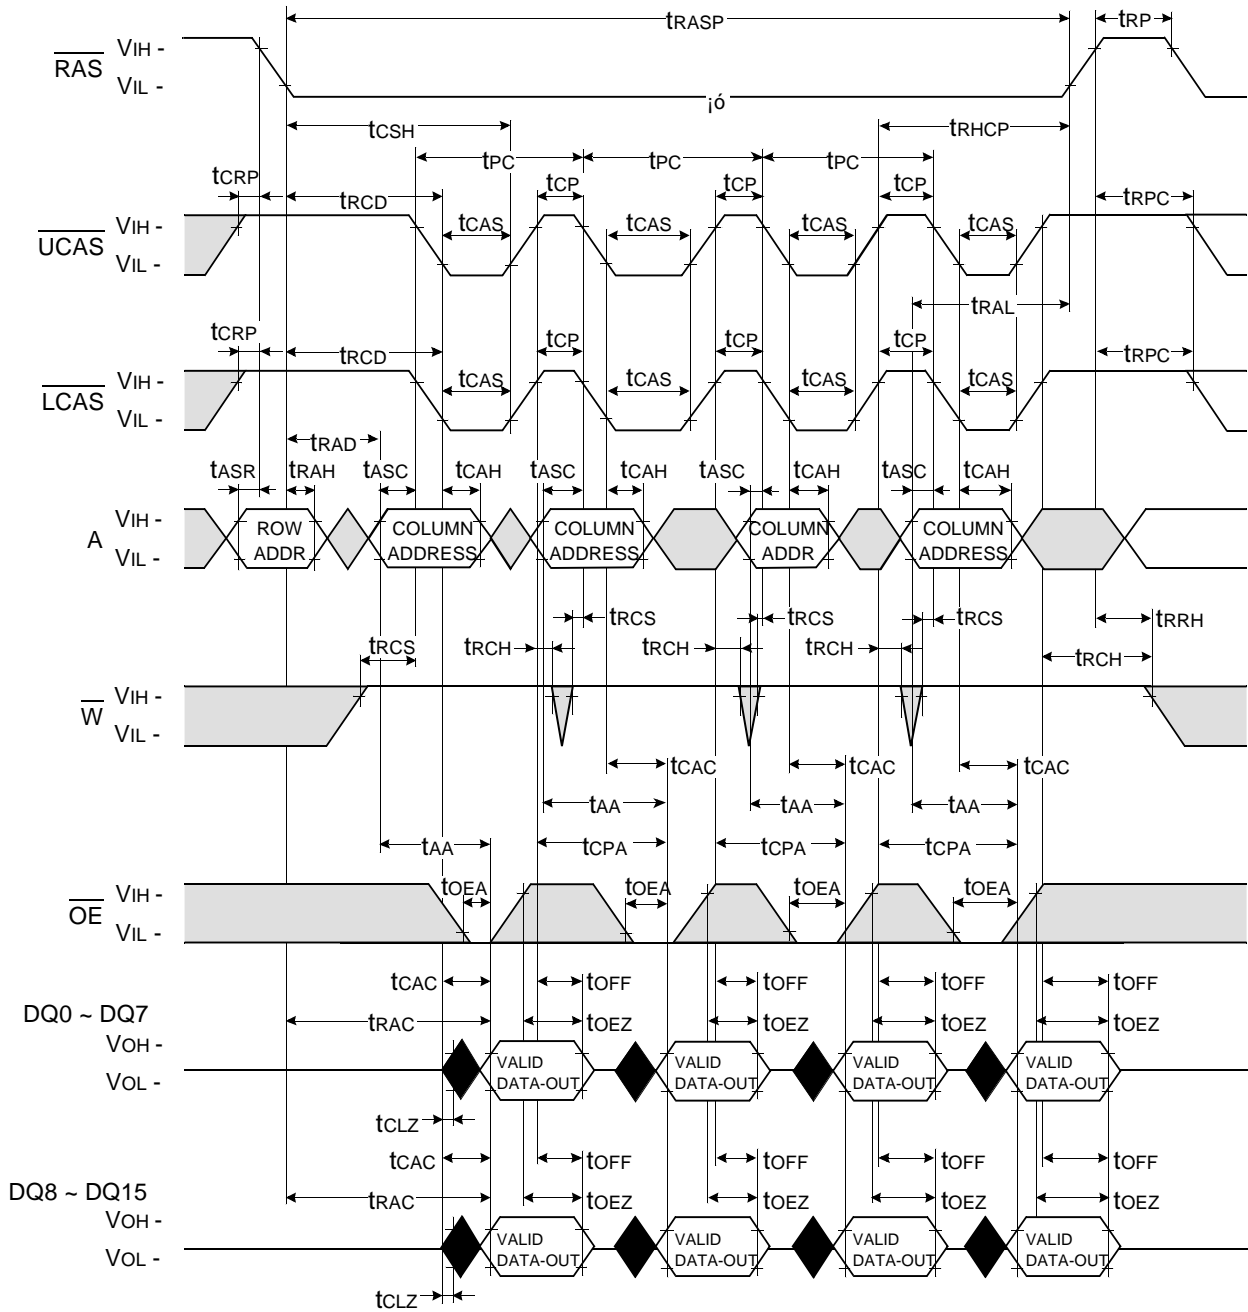 tRASP tRP
RAS VIH -
VIL -
¡ó
tCSH tRHCP
tPC tPC tPC
tCRP tRCD tCP tCP tCP tRPC
UCAS VIH -
VIL -
tCAS tCAS tCAS tCAS
tRAL
tCRP tRCD tCP tCP tCP tRPC
LCAS VIH -
VIL -
tCAS tCAS tCAS tCAS
tRAD
tASR tRAH tASC tCAH tASC tCAH tASC tCAH tASC tCAH
A VIH -
VIL -
ROW ADDR
COLUMN ADDRESS
COLUMN ADDRESS
COLUMN ADDR
COLUMN ADDRESS
tRCS tRCS tRCS tRRH
tRCS tRCH tRCH tRCH tRCH
W VIH -
VIL -
tCAC tCAC tCAC
tAA tAA tAA
tAA tCPA tCPA tCPA
OE VIH -
VIL -
tOEA tOEA tOEA tOEA
tCAC tOFF tOFF tOFF tOFF
DQ0 ~ DQ7
tRAC tOEZ tOEZ tOEZ tOEZ
VOH -
VOL -
VALID DATA-OUT
VALID DATA-OUT
VALID DATA-OUT
VALID DATA-OUT
tCLZ
tCAC tOFF tOFF tOFF tOFF
DQ8 ~ DQ15
tRAC tOEZ tOEZ tOEZ tOEZ
VOH -
VOL -
VALID DATA-OUT
VALID DATA-OUT
VALID DATA-OUT
VALID DATA-OUT
tCLZ